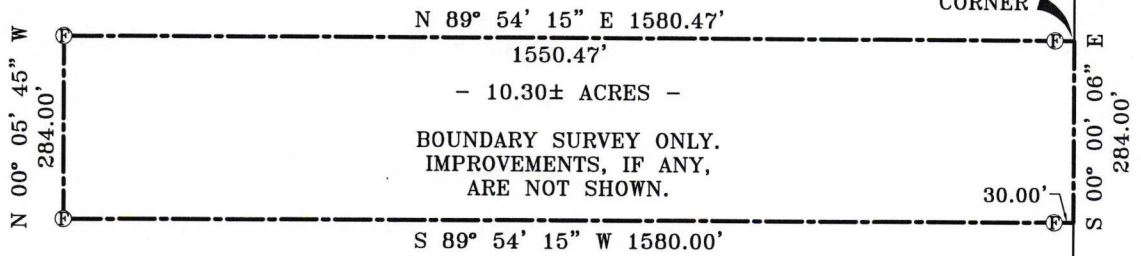 CORNER
N 89° 54' 15" E 1580.47'
1550.47'
N 00° 05' 45" W
284.00'
- 10.30± ACRES -
BOUNDARY SURVEY ONLY.
IMPROVEMENTS, IF ANY,
ARE NOT SHOWN.
S 00° 00' 06" E
284.00'
30.00'
S 89° 54' 15" W 1580.00'
F
F
F
F